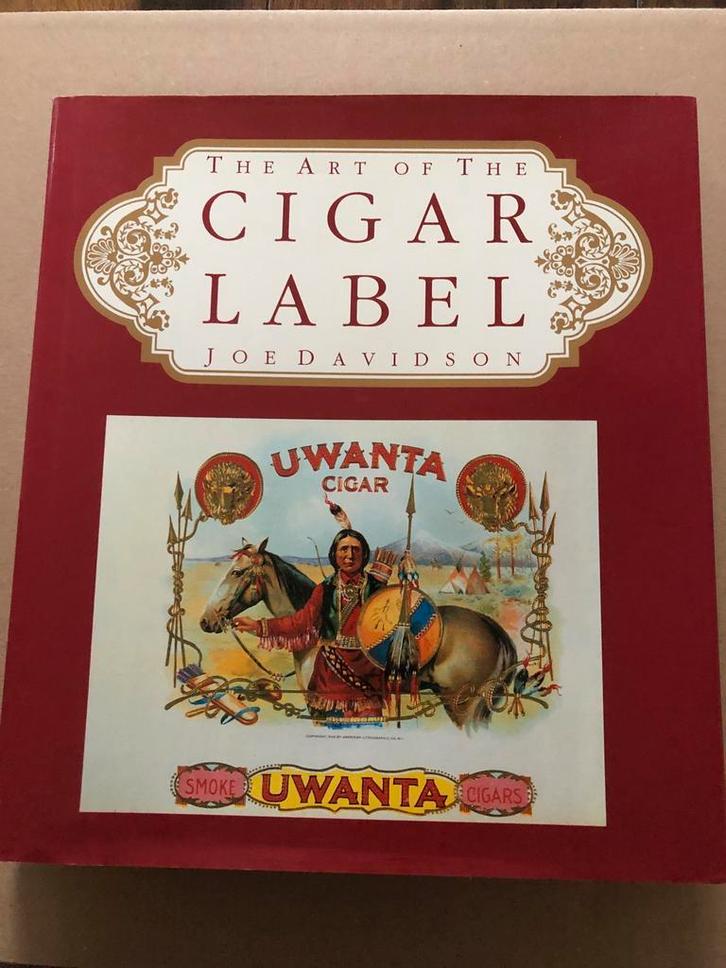 THE ART OF THE
CIGAR
LABEL
JOE DAVIDSON
UWANTA
CIGAR
SMOKE UWANTA CIGARS